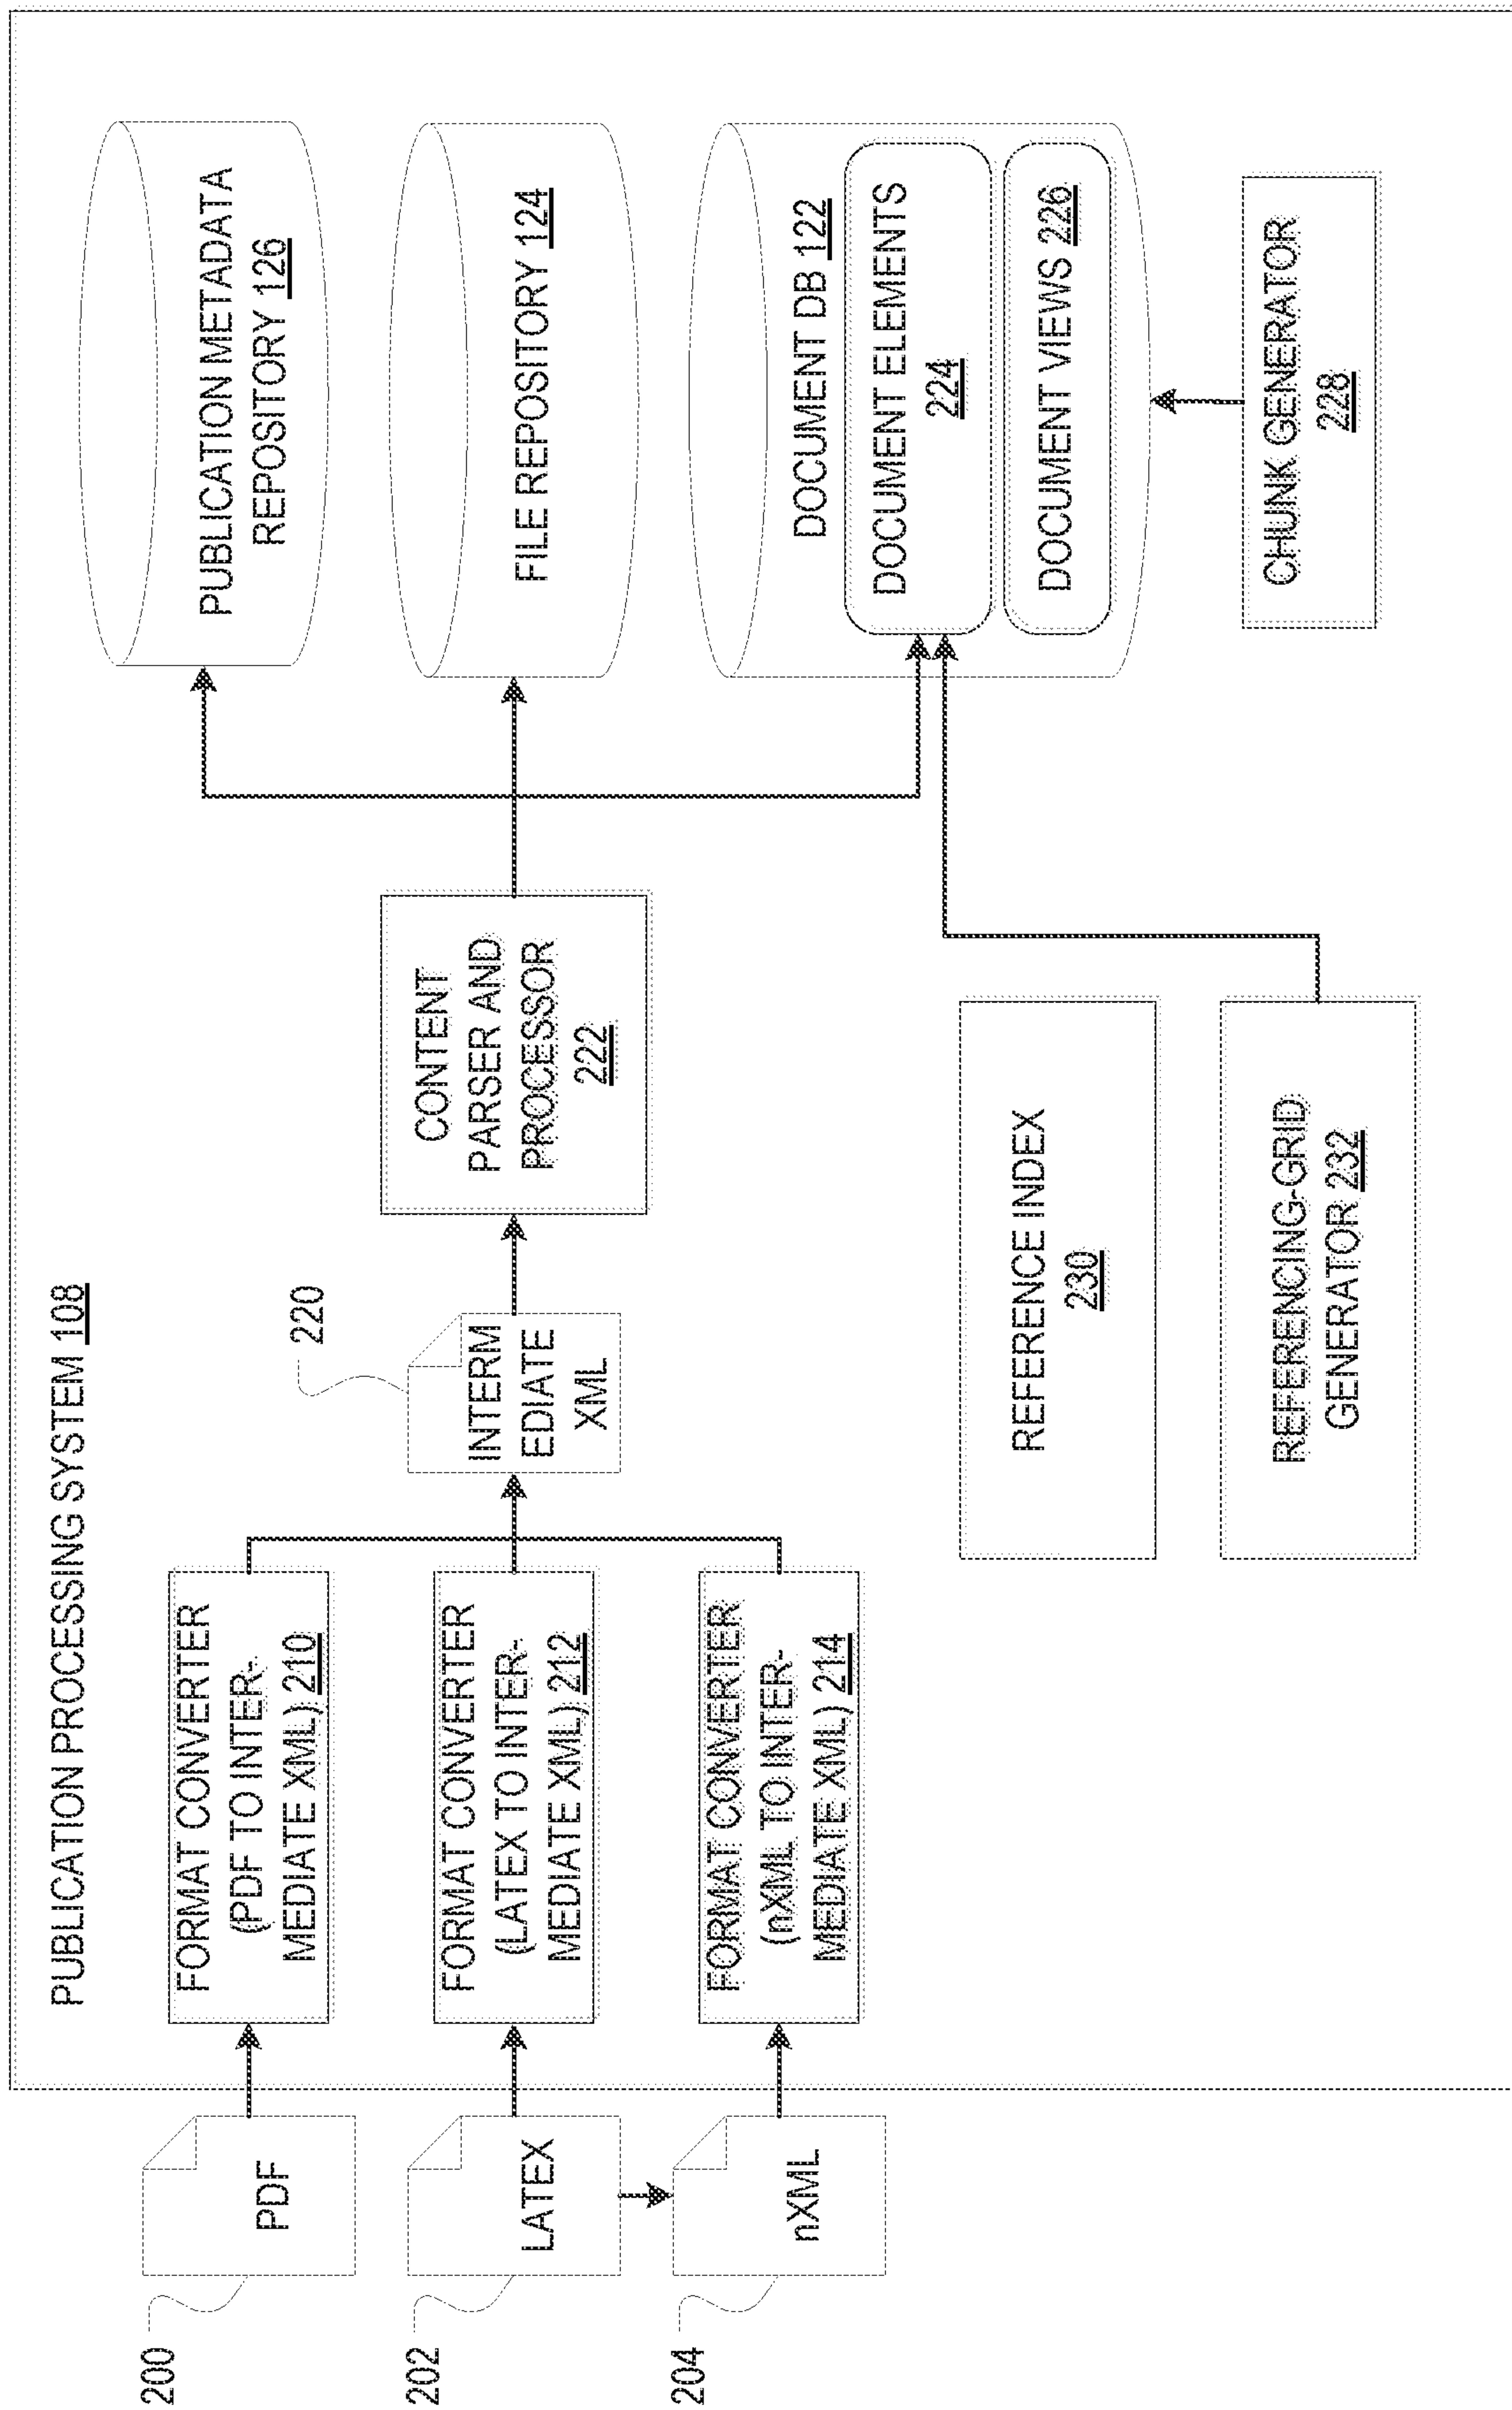 PUBLICATION PROCESSING SYSTEM 108
200
PDF
FORMAT CONVERTER
(PDF TO INTER-
MEDIATE XML) 210
202
LATEX
FORMAT CONVERTER
(LATEX TO INTER-
MEDIATE XML) 212
204
nXML
FORMAT CONVERTER
(nXML TO INTER-
MEDIATE XML) 214
220
INTERM
EDIATE
XML
CONTENT
PARSER AND
PROCESSOR
222
PUBLICATION METADATA
REPOSITORY 126
FILE REPOSITORY 124
DOCUMENT DB 122
DOCUMENT ELEMENTS
224
DOCUMENT VIEWS 226
REFERENCE INDEX
230
REFERENCING-GRID
GENERATOR 232
CHUNK GENERATOR
228